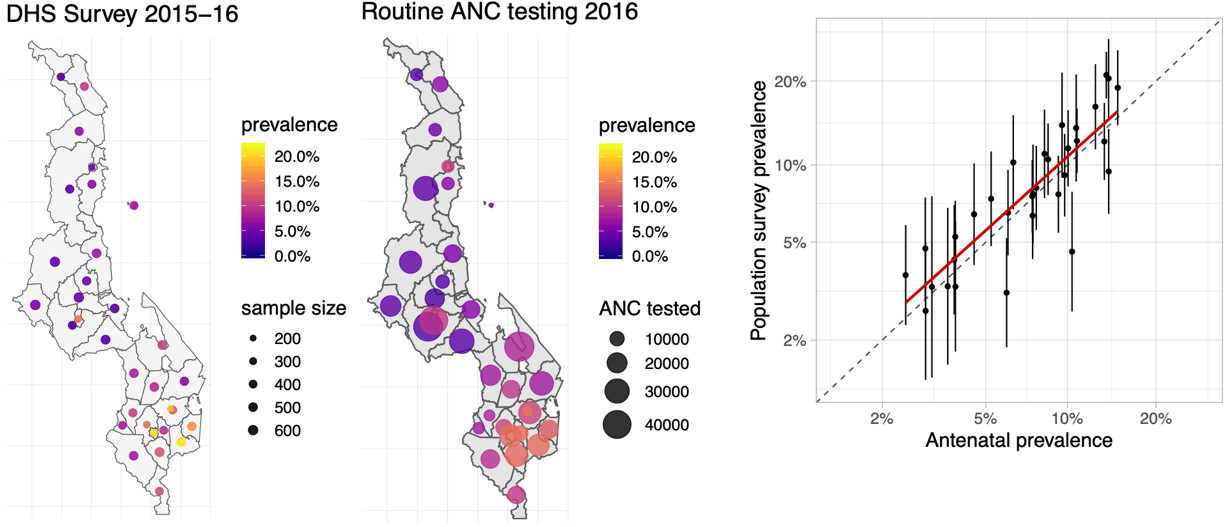 DHS Survey 2015−16
prevalence
20.0%
15.0%
10.0%
5.0%
0.0%
sample size
200
300
400
500
600
Routine ANC testing 2016
prevalence
20.0%
15.0%
10.0%
5.0%
0.0%
ANC tested
10000
20000
30000
40000
Population survey prevalence
20%
10%
5%
2%
2% 5% 10% 20%
Antenatal prevalence